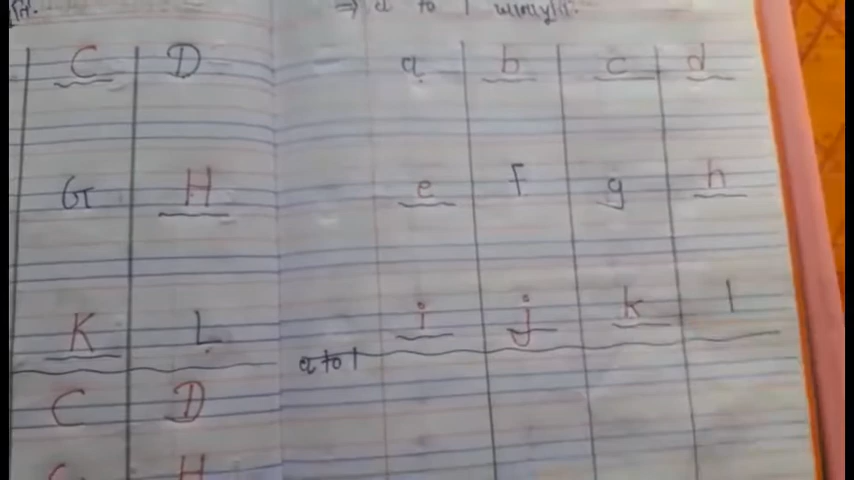 → a to l
C D
G H
K L
C D
H
a b c d
e f g h
i j k l
a to l